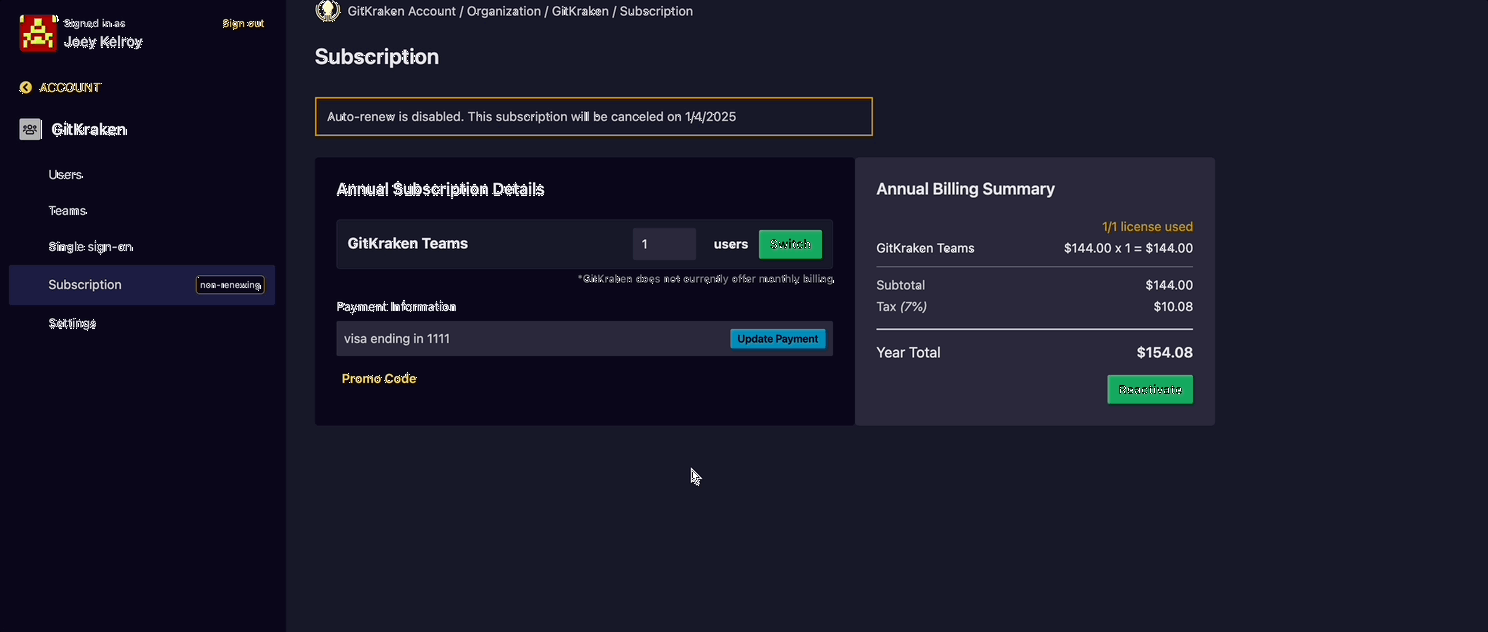 Signed in as
Joey Kelroy
Sign out
ACCOUNT
GitKraken
Users
Teams
Single sign-on
Subscription
non-renewing
Settings
GitKraken Account / Organization / GitKraken / Subscription
Subscription
Auto-renew is disabled. This subscription will be canceled on 1/4/2025
Annual Subscription Details
GitKraken Teams
1
users
Switch
*GitKraken does not currently offer monthly billing.
Payment Information
visa ending in 1111
Update Payment
Promo Code
Annual Billing Summary
1/1 license used
GitKraken Teams
$144.00 x 1 = $144.00
Subtotal
$144.00
Tax (7%)
$10.08
Year Total
$154.08
Reactivate